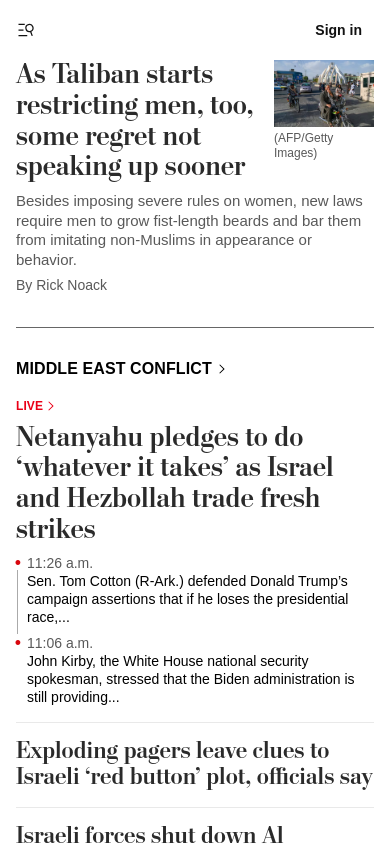 Sign in
As Taliban starts
restricting men, too,
some regret not
speaking up sooner
(AFP/Getty
Images)
Besides imposing severe rules on women, new laws
require men to grow fist-length beards and bar them
from imitating non-Muslims in appearance or
behavior.
By Rick Noack
MIDDLE EAST CONFLICT
LIVE
Netanyahu pledges to do
‘whatever it takes’ as Israel
and Hezbollah trade fresh
strikes
11:26 a.m.
Sen. Tom Cotton (R-Ark.) defended Donald Trump’s
campaign assertions that if he loses the presidential
race,...
11:06 a.m.
John Kirby, the White House national security
spokesman, stressed that the Biden administration is
still providing...
Exploding pagers leave clues to
Israeli ‘red button’ plot, officials say
Israeli forces shut down Al